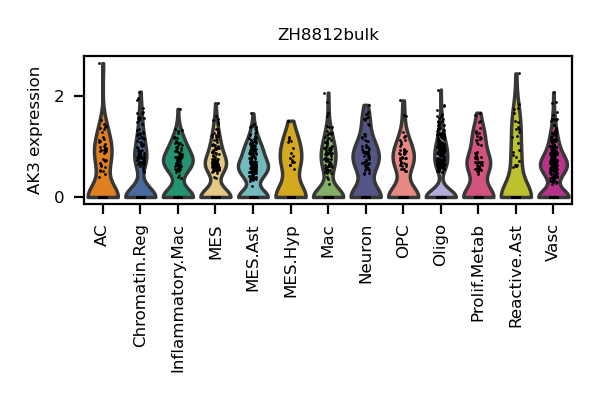 ZH8812bulk
AK3 expression
2
0
AC
Chromatin.Reg
Inflammatory.Mac
MES
MES.Ast
MES.Hyp
Mac
Neuron
OPC
Oligo
Prolif.Metab
Reactive.Ast
Vasc